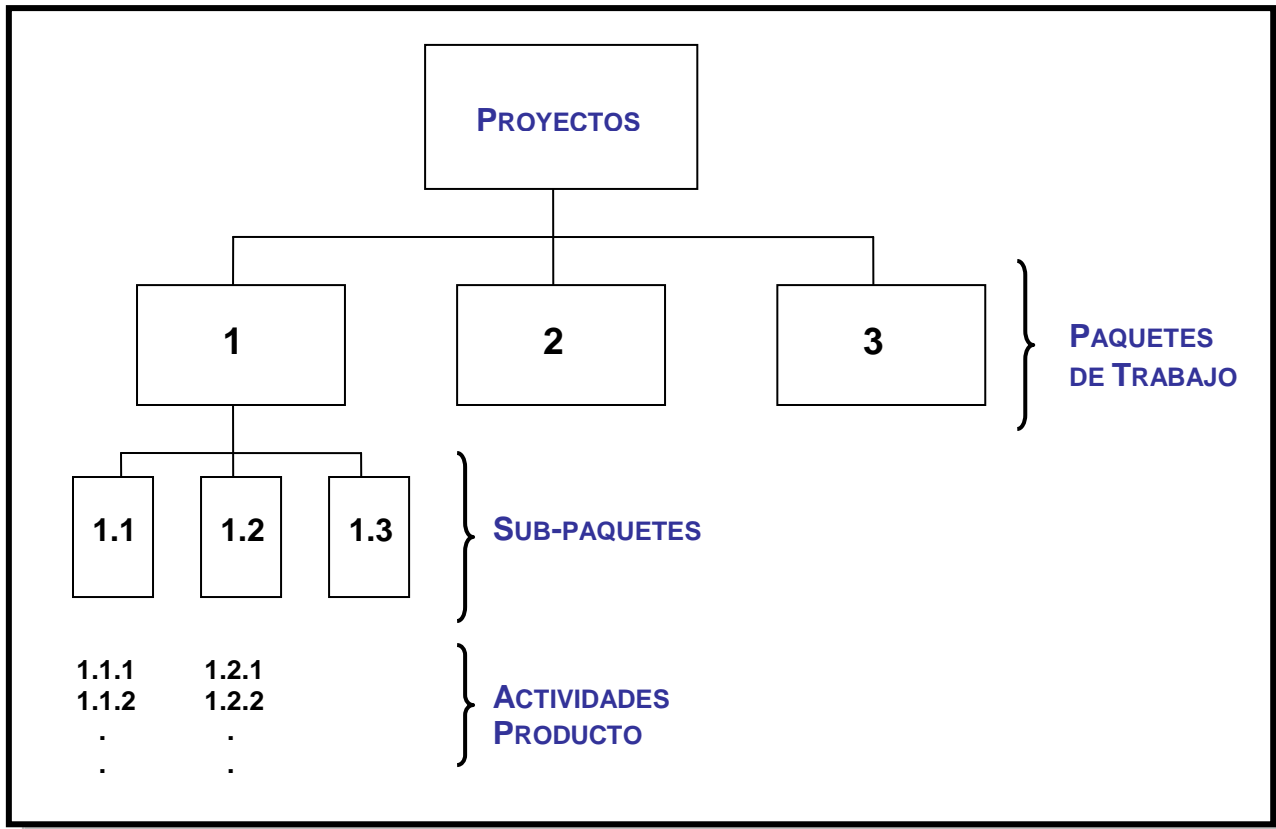 PROYECTOS
1 2 3
PAQUETES
DE TRABAJO
1.1 1.2 1.3
SUB-PAQUETES
1.1.1 1.2.1
1.1.2 1.2.2
. .
. .
ACTIVIDADES
PRODUCTO